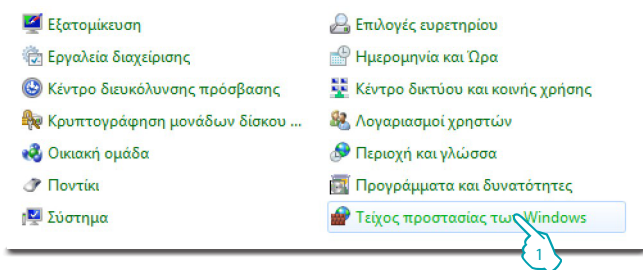 Εξατομίκευση
Επιλογές ευρετηρίου
Εργαλεία διαχείρισης
Ημερομηνία και Ώρα
Κέντρο διευκόλυνσης πρόσβασης
Κέντρο δικτύου και κοινής χρήσης
Κρυπτογράφηση μονάδων δίσκου ...
Λογαριασμοί χρηστών
Οικιακή ομάδα
Περιοχή και γλώσσα
Ποντίκι
Προγράμματα και δυνατότητες
Σύστημα
Τείχος προστασίας των Windows
1